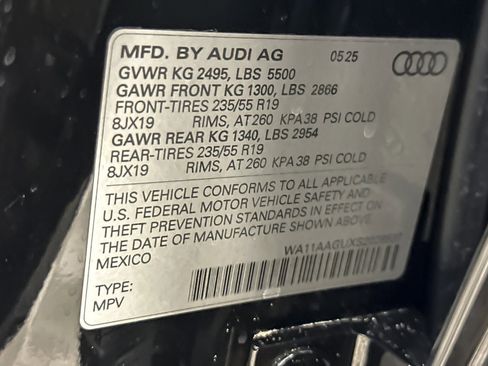 MFD. BY AUDI AG 05 25
GVWR KG 2495, LBS 5500
GAWR FRONT KG 1300, LBS 2866
FRONT-TIRES 235/55 R19
8JX19 RIMS, AT 260 KPA 38 PSI COLD
GAWR REAR KG 1340, LBS 2954
REAR-TIRES 235/55 R19
8JX19 RIMS, AT 260 KPA 38 PSI COLD
THIS VEHICLE CONFORMS TO ALL APPLICABLE
U.S. FEDERAL MOTOR VEHICLE SAFETY AND
THEFT PREVENTION STANDARDS IN EFFECT ON
THE DATE OF MANUFACTURE SHOWN ABOVE.
MEXICO
TYPE:
MPV